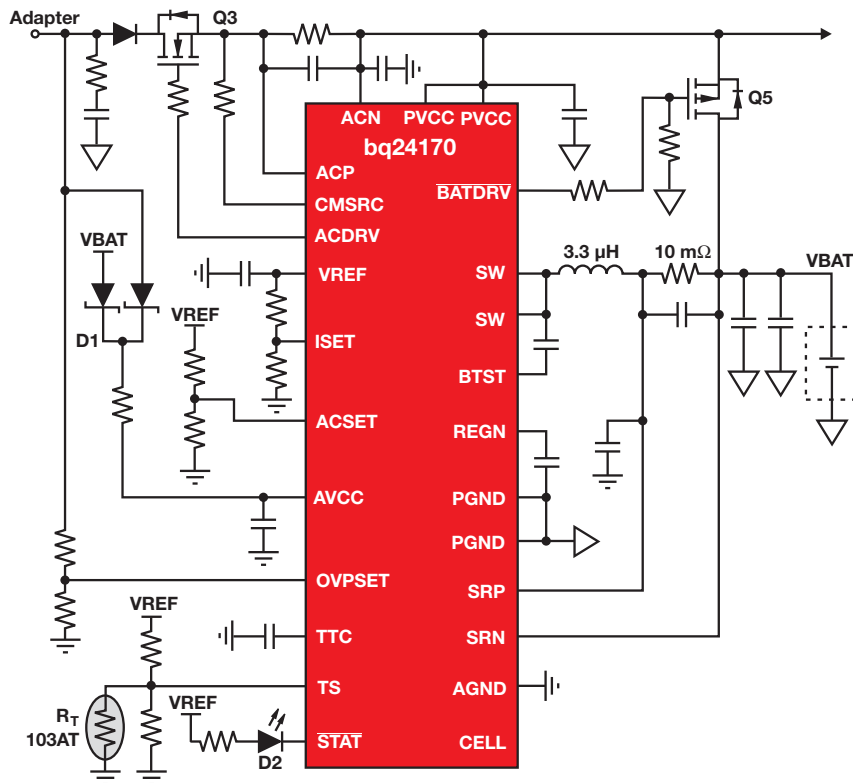 Adapter
Q3
ACN
PVCC PVCC
bq24170
Q5
ACP
BATDRV
CMSRC
ACDRV
VBAT
3.3 µH
10 mΩ
VREF
SW
VBAT
VREF
D1
ISET
SW
BTST
ACSET
REGN
AVCC
PGND
PGND
OVPSET
SRP
VREF
TTC
SRN
TS
AGND
RT
103AT
VREF
D2
STAT
CELL